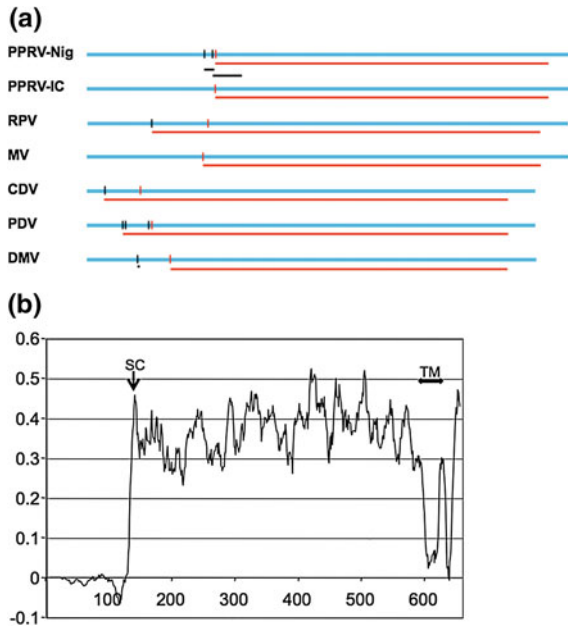 (a)
PPRV-Nig
PPRV-IC
RPV
MV
CDV
PDV
DMV
(b)
0.6
SC
TM
0.5
0.4
0.3
0.2
0.1
0
-0.1
100 200 300 400 500 600